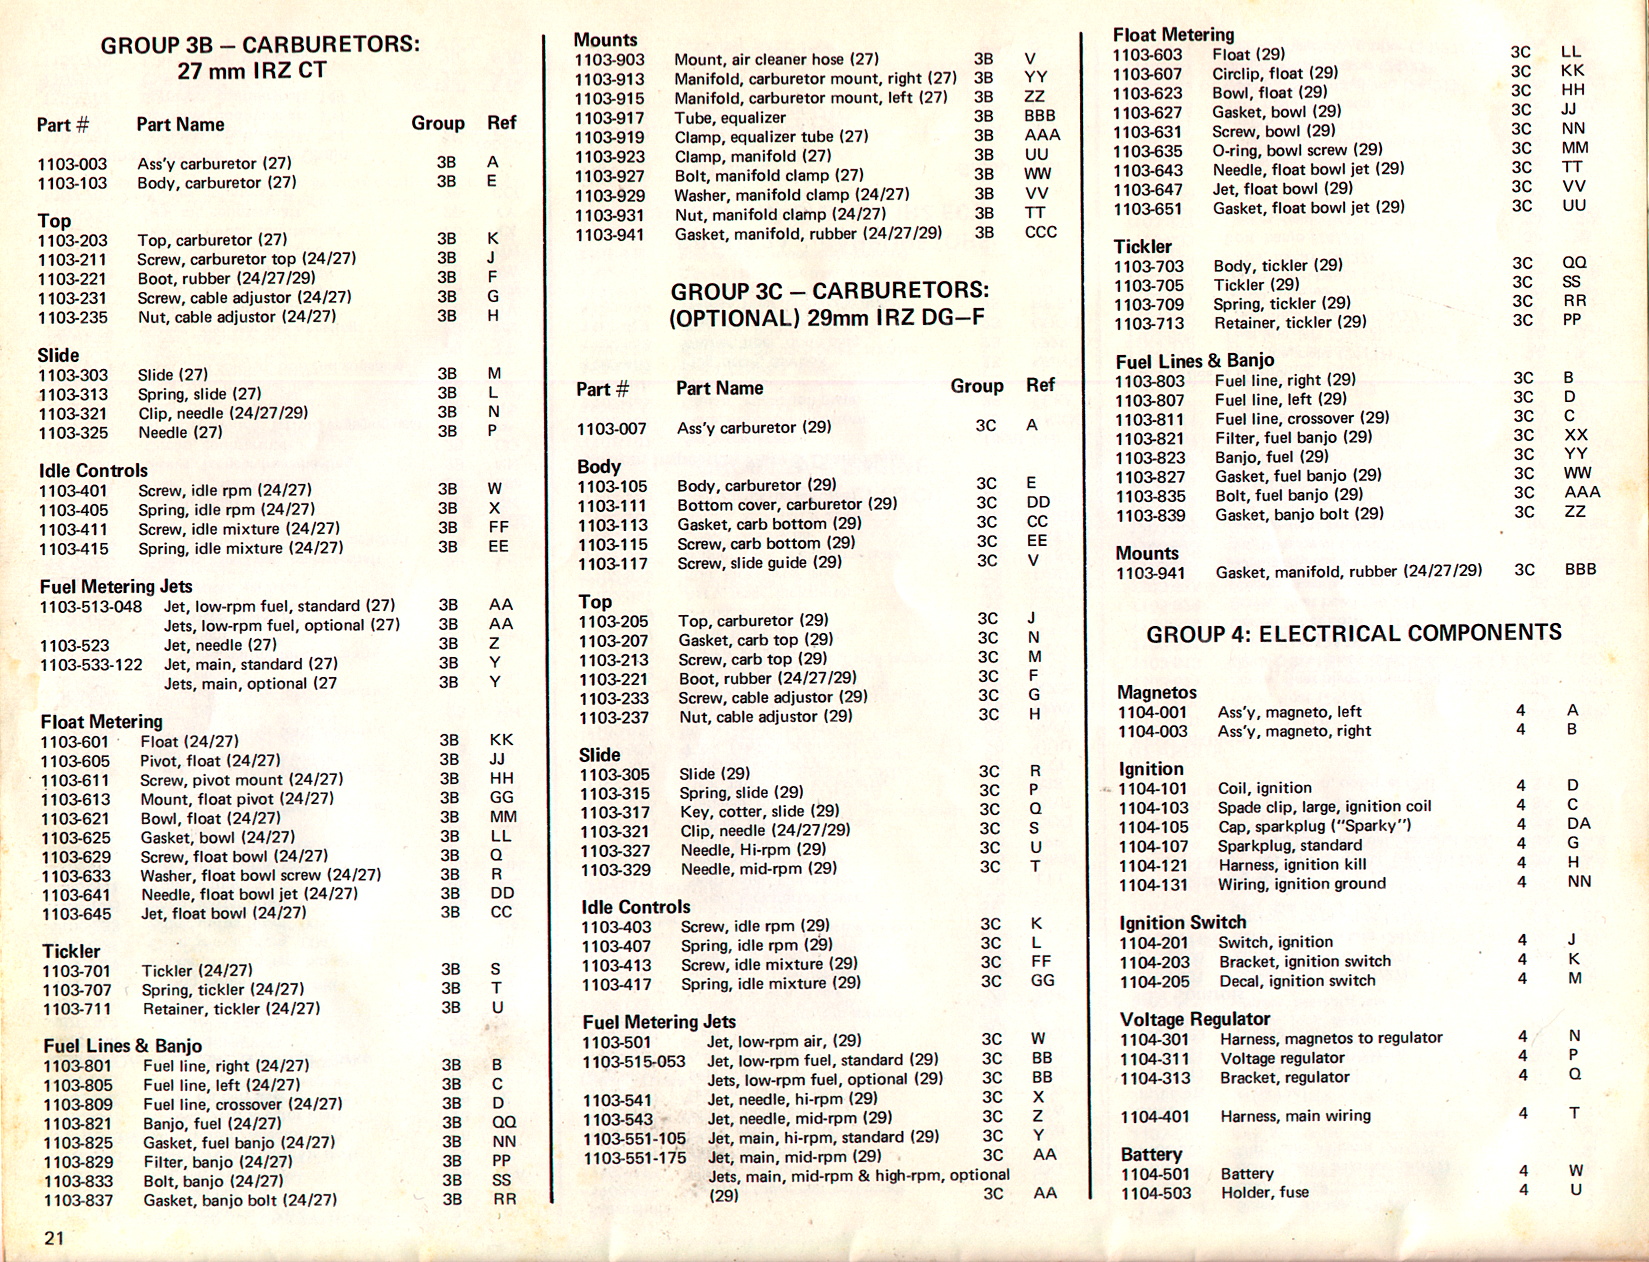 GROUP 3B – CARBURETORS:
27 mm IRZ CT
Part # Part Name Group Ref
1103-003 Ass'y carburetor (27) 3B A
1103-103 Body, carburetor (27) 3B E
Top
1103-203 Top, carburetor (27) 3B K
1103-211 Screw, carburetor top (24/27) 3B J
1103-221 Boot, rubber (24/27/29) 3B F
1103-231 Screw, cable adjustor (24/27) 3B G
1103-235 Nut, cable adjustor (24/27) 3B H
Slide
1103-303 Slide (27) 3B M
1103-313 Spring, slide (27) 3B L
1103-321 Clip, needle (24/27/29) 3B N
1103-325 Needle (27) 3B P
Idle Controls
1103-401 Screw, idle rpm (24/27) 3B W
1103-405 Spring, idle rpm (24/27) 3B X
1103-411 Screw, idle mixture (24/27) 3B FF
1103-415 Spring, idle mixture (24/27) 3B EE
Fuel Metering Jets
1103-513-048 Jet, low-rpm fuel, standard (27) 3B AA
Jets, low-rpm fuel, optional (27) 3B AA
1103-523 Jet, needle (27) 3B Z
1103-533-122 Jet, main, standard (27) 3B Y
Jets, main, optional (27 3B Y
Float Metering
1103-601 Float (24/27) 3B KK
1103-605 Pivot, float (24/27) 3B JJ
1103-611 Screw, pivot mount (24/27) 3B HH
1103-613 Mount, float pivot (24/27) 3B GG
1103-621 Bowl, float (24/27) 3B MM
1103-625 Gasket, bowl (24/27) 3B LL
1103-629 Screw, float bowl (24/27) 3B Q
1103-633 Washer, float bowl screw (24/27) 3B R
1103-641 Needle, float bowl jet (24/27) 3B DD
1103-645 Jet, float bowl (24/27) 3B CC
Tickler
1103-701 Tickler (24/27) 3B S
1103-707 Spring, tickler (24/27) 3B T
1103-711 Retainer, tickler (24/27) 3B U
Fuel Lines & Banjo
1103-801 Fuel line, right (24/27) 3B B
1103-805 Fuel line, left (24/27) 3B C
1103-809 Fuel line, crossover (24/27) 3B D
1103-821 Banjo, fuel (24/27) 3B QQ
1103-825 Gasket, fuel banjo (24/27) 3B NN
1103-829 Filter, banjo (24/27) 3B PP
1103-833 Bolt, banjo (24/27) 3B SS
1103-837 Gasket, banjo bolt (24/27) 3B RR
21
Mounts
1103-903 Mount, air cleaner hose (27) 3B V
1103-913 Manifold, carburetor mount, right (27) 3B YY
1103-915 Manifold, carburetor mount, left (27) 3B ZZ
1103-917 Tube, equalizer 3B BBB
1103-919 Clamp, equalizer tube (27) 3B AAA
1103-923 Clamp, manifold (27) 3B UU
1103-927 Bolt, manifold clamp (27) 3B WW
1103-929 Washer, manifold clamp (24/27) 3B VV
1103-931 Nut, manifold clamp (24/27) 3B TT
1103-941 Gasket, manifold, rubber (24/27/29) 3B CCC
GROUP 3C – CARBURETORS:
(OPTIONAL) 29mm IRZ DG–F
Part # Part Name Group Ref
1103-007 Ass'y carburetor (29) 3C A
Body
1103-105 Body, carburetor (29) 3C E
1103-111 Bottom cover, carburetor (29) 3C DD
1103-113 Gasket, carb bottom (29) 3C CC
1103-115 Screw, carb bottom (29) 3C EE
1103-117 Screw, slide guide (29) 3C V
Top
1103-205 Top, carburetor (29) 3C J
1103-207 Gasket, carb top (29) 3C N
1103-213 Screw, carb top (29) 3C M
1103-221 Boot, rubber (24/27/29) 3C F
1103-233 Screw, cable adjustor (29) 3C G
1103-237 Nut, cable adjustor (29) 3C H
Slide
1103-305 Slide (29) 3C R
1103-315 Spring, slide (29) 3C P
1103-317 Key, cotter, slide (29) 3C Q
1103-321 Clip, needle (24/27/29) 3C S
1103-327 Needle, Hi-rpm (29) 3C U
1103-329 Needle, mid-rpm (29) 3C T
Idle Controls
1103-403 Screw, idle rpm (29) 3C K
1103-407 Spring, idle rpm (29) 3C L
1103-413 Screw, idle mixture (29) 3C FF
1103-417 Spring, idle mixture (29) 3C GG
Fuel Metering Jets
1103-501 Jet, low-rpm air, (29) 3C W
1103-515-053 Jet, low-rpm fuel, standard (29) 3C BB
Jets, low-rpm fuel, optional (29) 3C BB
1103-541 Jet, needle, hi-rpm (29) 3C X
1103-543 Jet, needle, mid-rpm (29) 3C Z
1103-551-105 Jet, main, hi-rpm, standard (29) 3C Y
1103-551-175 Jet, main, mid-rpm (29) 3C AA
Jets, main, mid-rpm & high-rpm, optional
(29) 3C AA
Float Metering
1103-603 Float (29) 3C LL
1103-607 Circlip, float (29) 3C KK
1103-623 Bowl, float (29) 3C HH
1103-627 Gasket, bowl (29) 3C JJ
1103-631 Screw, bowl (29) 3C NN
1103-635 O-ring, bowl screw (29) 3C MM
1103-643 Needle, float bowl jet (29) 3C TT
1103-647 Jet, float bowl (29) 3C VV
1103-651 Gasket, float bowl jet (29) 3C UU
Tickler
1103-703 Body, tickler (29) 3C QQ
1103-705 Tickler (29) 3C SS
1103-709 Spring, tickler (29) 3C RR
1103-713 Retainer, tickler (29) 3C PP
Fuel Lines & Banjo
1103-803 Fuel line, right (29) 3C B
1103-807 Fuel line, left (29) 3C D
1103-811 Fuel line, crossover (29) 3C C
1103-821 Filter, fuel banjo (29) 3C XX
1103-823 Banjo, fuel (29) 3C YY
1103-827 Gasket, fuel banjo (29) 3C WW
1103-835 Bolt, fuel banjo (29) 3C AAA
1103-839 Gasket, banjo bolt (29) 3C ZZ
Mounts
1103-941 Gasket, manifold, rubber (24/27/29) 3C BBB
GROUP 4: ELECTRICAL COMPONENTS
Magnetos
1104-001 Ass'y, magneto, left 4 A
1104-003 Ass'y, magneto, right 4 B
Ignition
1104-101 Coil, ignition 4 D
1104-103 Spade clip, large, ignition coil 4 C
1104-105 Cap, sparkplug ("Sparky") 4 DA
1104-107 Sparkplug, standard 4 G
1104-121 Harness, ignition kill 4 H
1104-131 Wiring, ignition ground 4 NN
Ignition Switch
1104-201 Switch, ignition 4 J
1104-203 Bracket, ignition switch 4 K
1104-205 Decal, ignition switch 4 M
Voltage Regulator
1104-301 Harness, magnetos to regulator 4 N
1104-311 Voltage regulator 4 P
1104-313 Bracket, regulator 4 Q
1104-401 Harness, main wiring 4 T
Battery
1104-501 Battery 4 W
1104-503 Holder, fuse 4 U